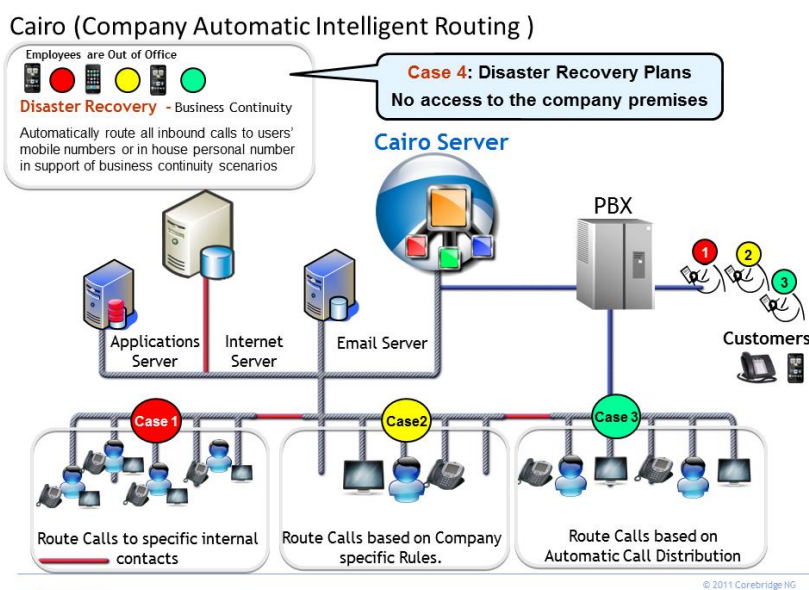 Cairo (Company Automatic Intelligent Routing )
Employees are Out of Office
Disaster Recovery - Business Continuity
Automatically route all inbound calls to users'
mobile numbers or in house personal number
in support of business continuity scenarios
Case 4: Disaster Recovery Plans
No access to the company premises
Cairo Server
PBX
1
2
3
Customers
Applications
Server
Internet
Server
Email Server
Case 1
Case2
Case 3
Route Calls to specific internal
contacts
Route Calls based on Company
specific Rules.
Route Calls based on
Automatic Call Distribution
© 2011 Corebridge NG